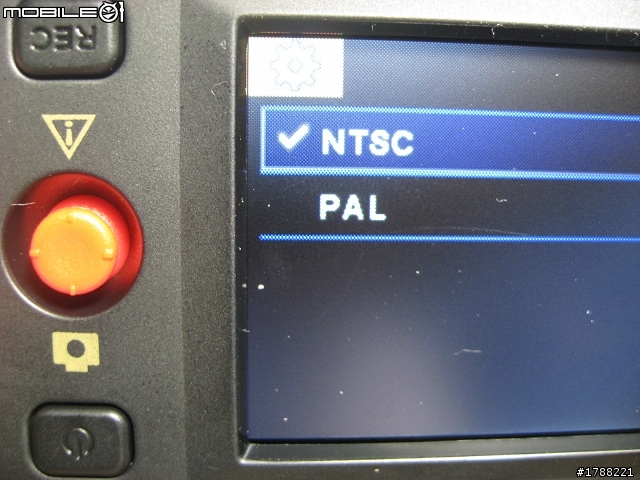 MOBILE01
REC
NTSC
PAL
#1788221